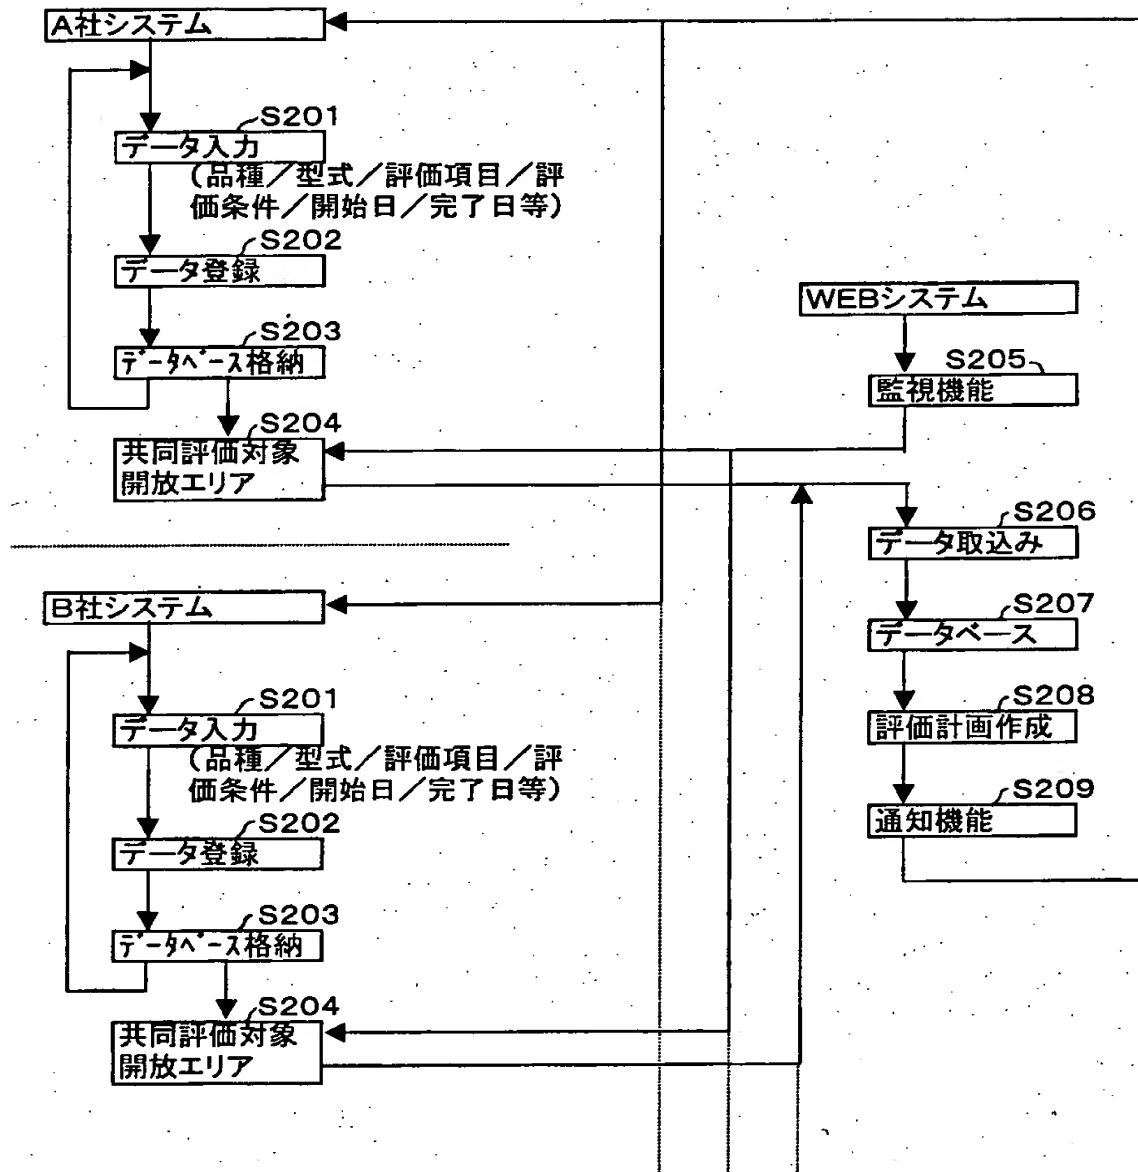 A社システム
S201
データ入力
(品種／型式／評価項目／評
価条件／開始日／完了日等)
S202
データ登録
S203
データベース格納
S204
共同評価対象
開放エリア
B社システム
S201
データ入力
(品種／型式／評価項目／評
価条件／開始日／完了日等)
S202
データ登録
S203
データベース格納
S204
共同評価対象
開放エリア
WEBシステム
S205
監視機能
S206
データ取込み
S207
データベース
S208
評価計画作成
S209
通知機能